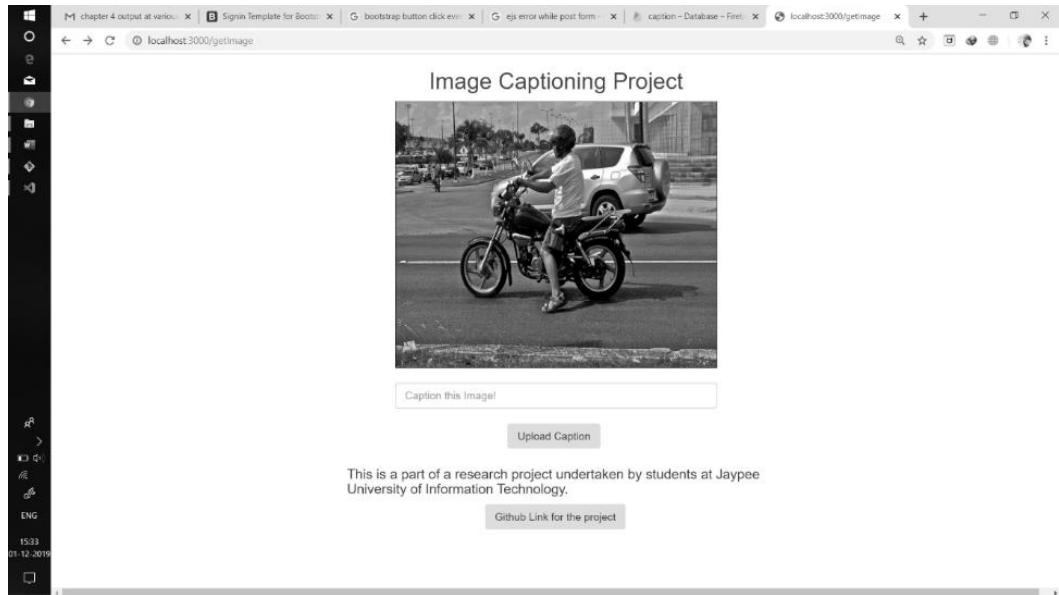 chapter 4 output at variou
Signin Template for Bootst
bootstrap button click even
ejs error while post form -
caption – Database – Fireb
localhost:3000/getimage
localhost:3000/getImage
Image Captioning Project
Caption this Image!
Upload Caption
This is a part of a research project undertaken by students at Jaypee
University of Information Technology.
Github Link for the project
ENG
15:33
01-12-2019